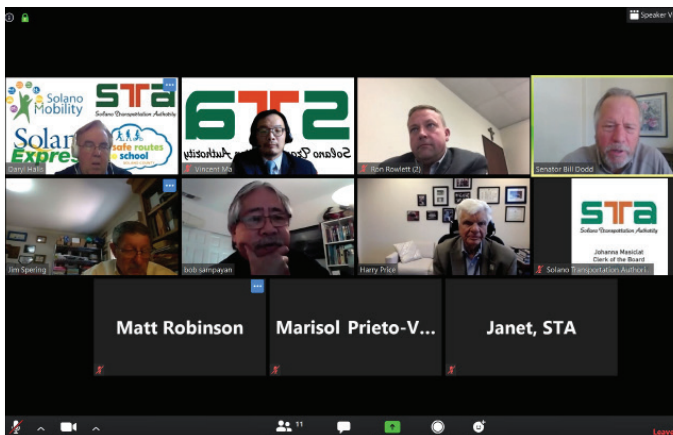 Speaker V
Solano
Mobility
STA
Solano Transportation Authority
Solano
Express
safe routes
to school
Daryl Halls
STA
Solano Transportation Authority
Vincent Ma
Ron Rowlett (2)
Senator Bill Dodd
Jim Spering
bob sampayan
Harry Price
STA
Solano Transportation Authority
Johanna Masiclat
Clerk of the Board
Solano Transportation Authori...
Matt Robinson
Marisol Prieto-V...
Janet, STA
11
Leave